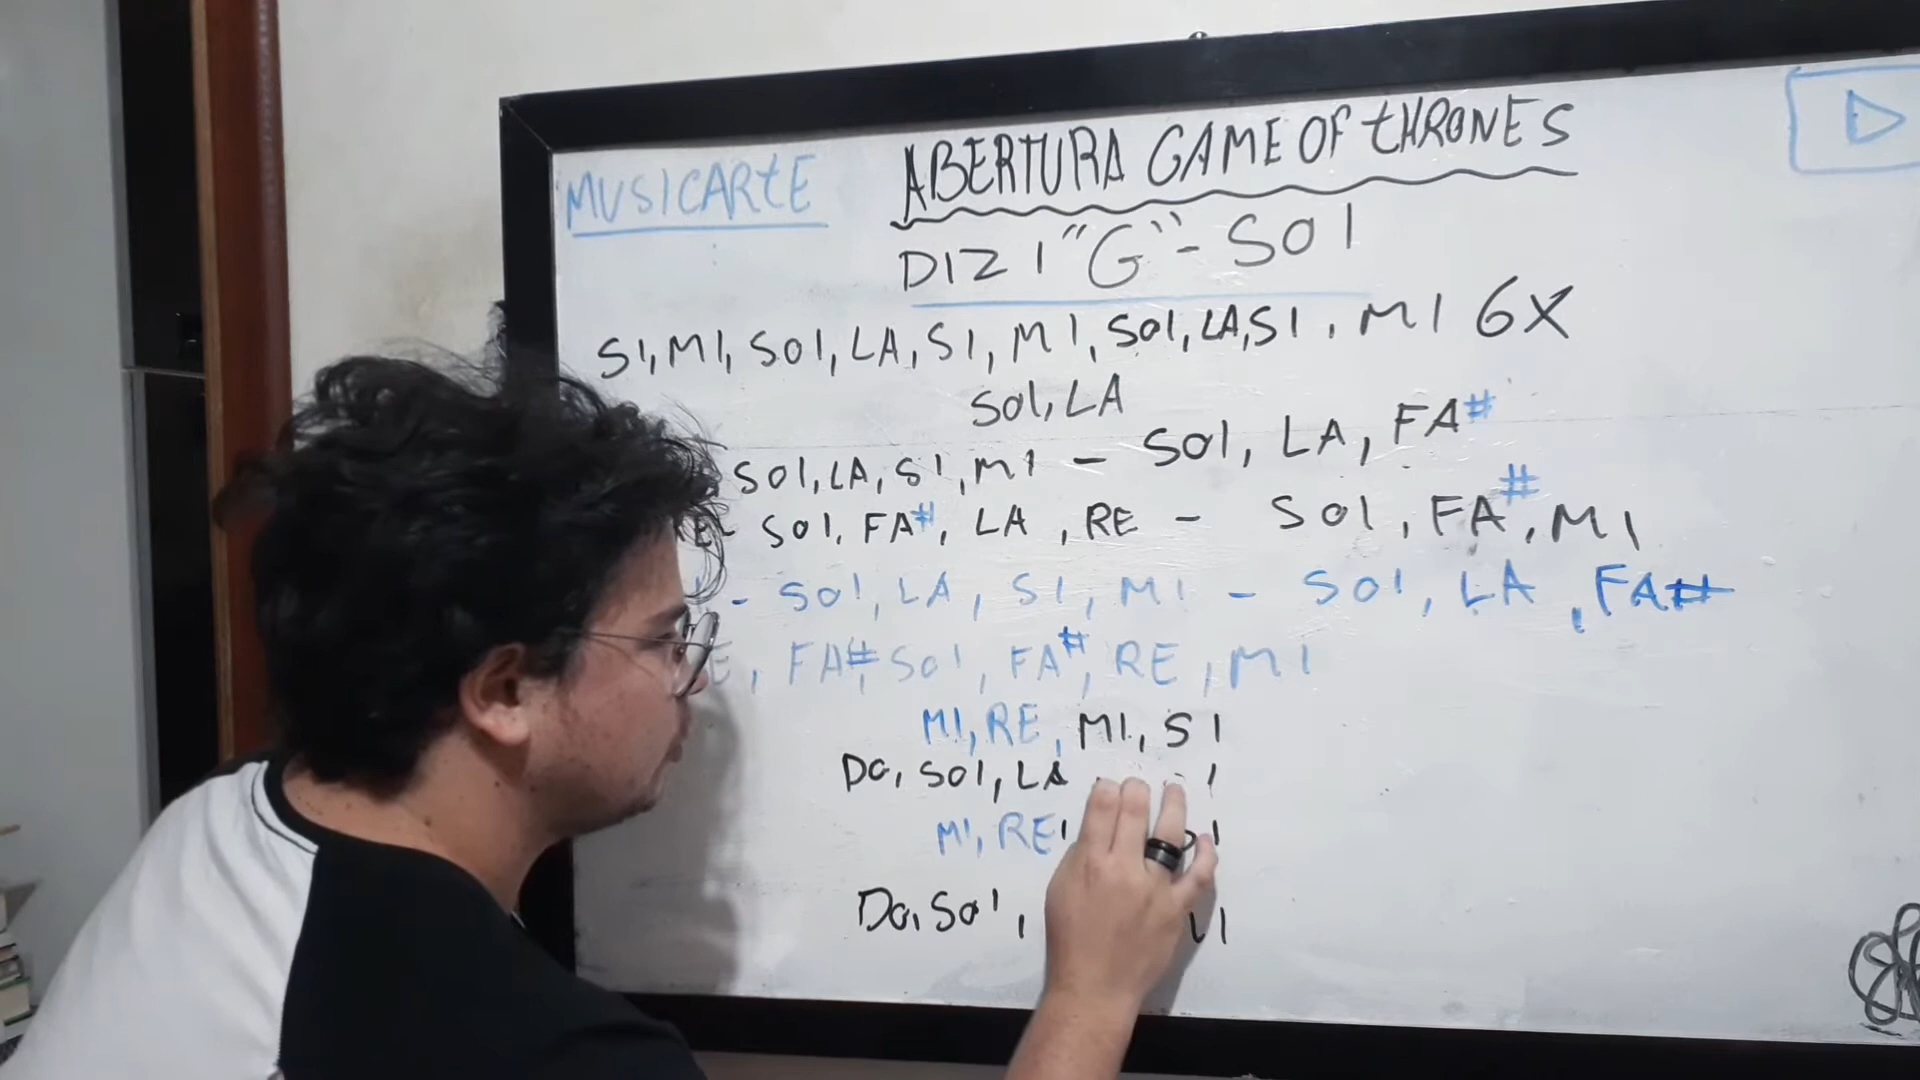 MUSICARtE
ABERTURA GAME OF tHRONES
DIZI "G" - SOl
SI, MI, SOl, LA, SI, MI, SOl, LA, SI, MI 6X
SOl, LA
SOl, LA, SI, MI - SOl, LA, FA#
SOl, FA#, LA, RE - SOl, FA#, MI
- SOl, LA, SI, MI - SOl, LA, FA#
FA#, SOl, FA#, RE, MI
MI, RE, MI, SI
Do, SOl, LA
MI, RE
Do, SOl,